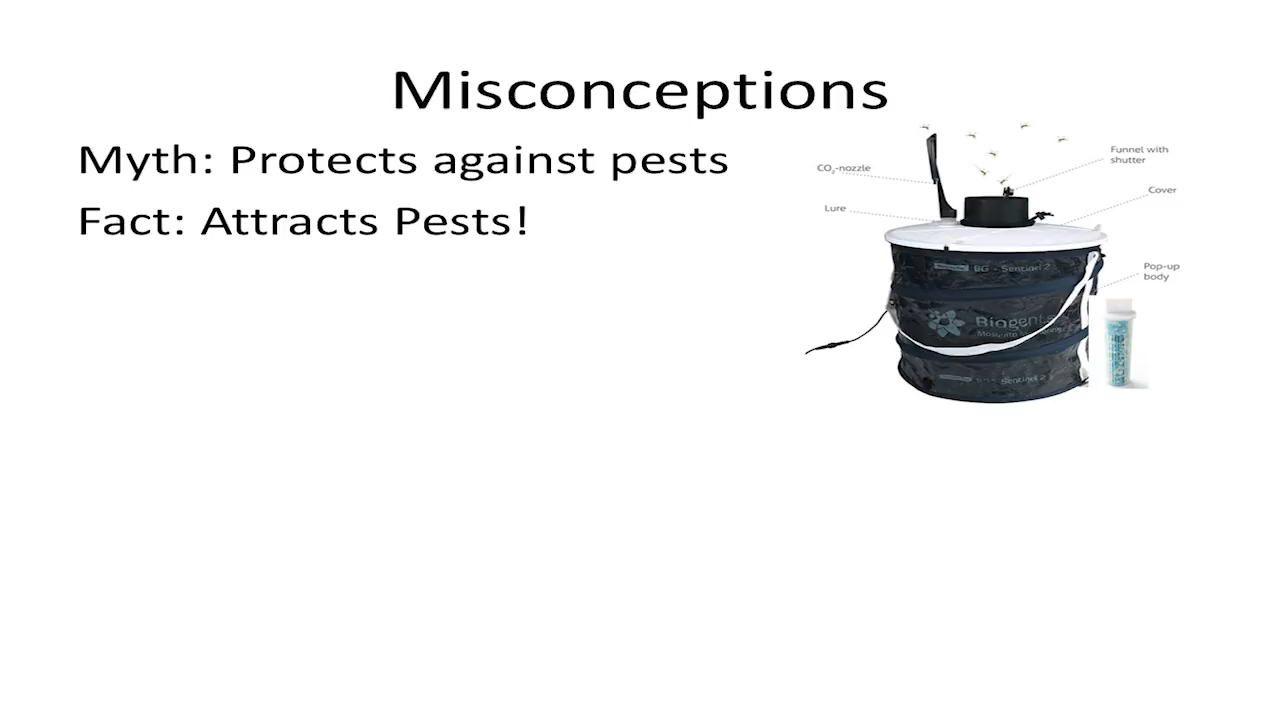 Misconceptions
Myth: Protects against pests
Fact: Attracts Pests!
CO₂-nozzle
Lure
Funnel with
shutter
Cover
Pop-up
body
BG - Sentinel 2
Biogents